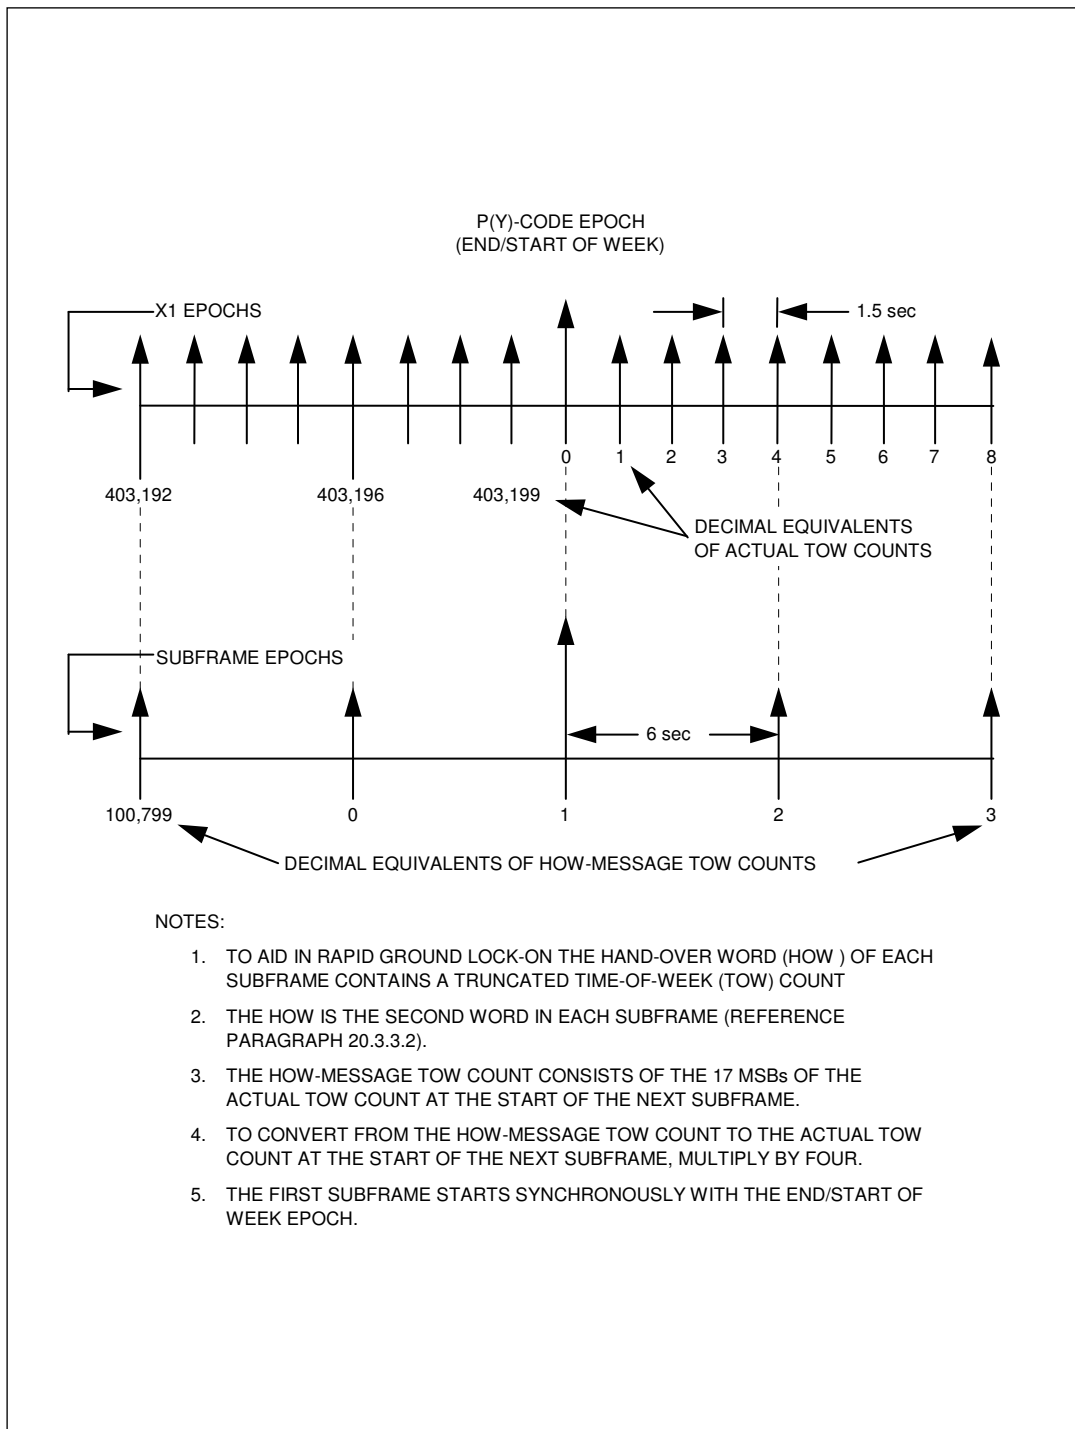 P(Y)-CODE EPOCH
(END/START OF WEEK)
X1 EPOCHS
1.5 sec
0 1 2 3 4 5 6 7 8
403,192 403,196 403,199
DECIMAL EQUIVALENTS
OF ACTUAL TOW COUNTS
SUBFRAME EPOCHS
6 sec
100,799 0 1 2 3
DECIMAL EQUIVALENTS OF HOW-MESSAGE TOW COUNTS
NOTES:
1. TO AID IN RAPID GROUND LOCK-ON THE HAND-OVER WORD (HOW ) OF EACH
SUBFRAME CONTAINS A TRUNCATED TIME-OF-WEEK (TOW) COUNT
2. THE HOW IS THE SECOND WORD IN EACH SUBFRAME (REFERENCE
PARAGRAPH 20.3.3.2).
3. THE HOW-MESSAGE TOW COUNT CONSISTS OF THE 17 MSBs OF THE
ACTUAL TOW COUNT AT THE START OF THE NEXT SUBFRAME.
4. TO CONVERT FROM THE HOW-MESSAGE TOW COUNT TO THE ACTUAL TOW
COUNT AT THE START OF THE NEXT SUBFRAME, MULTIPLY BY FOUR.
5. THE FIRST SUBFRAME STARTS SYNCHRONOUSLY WITH THE END/START OF
WEEK EPOCH.